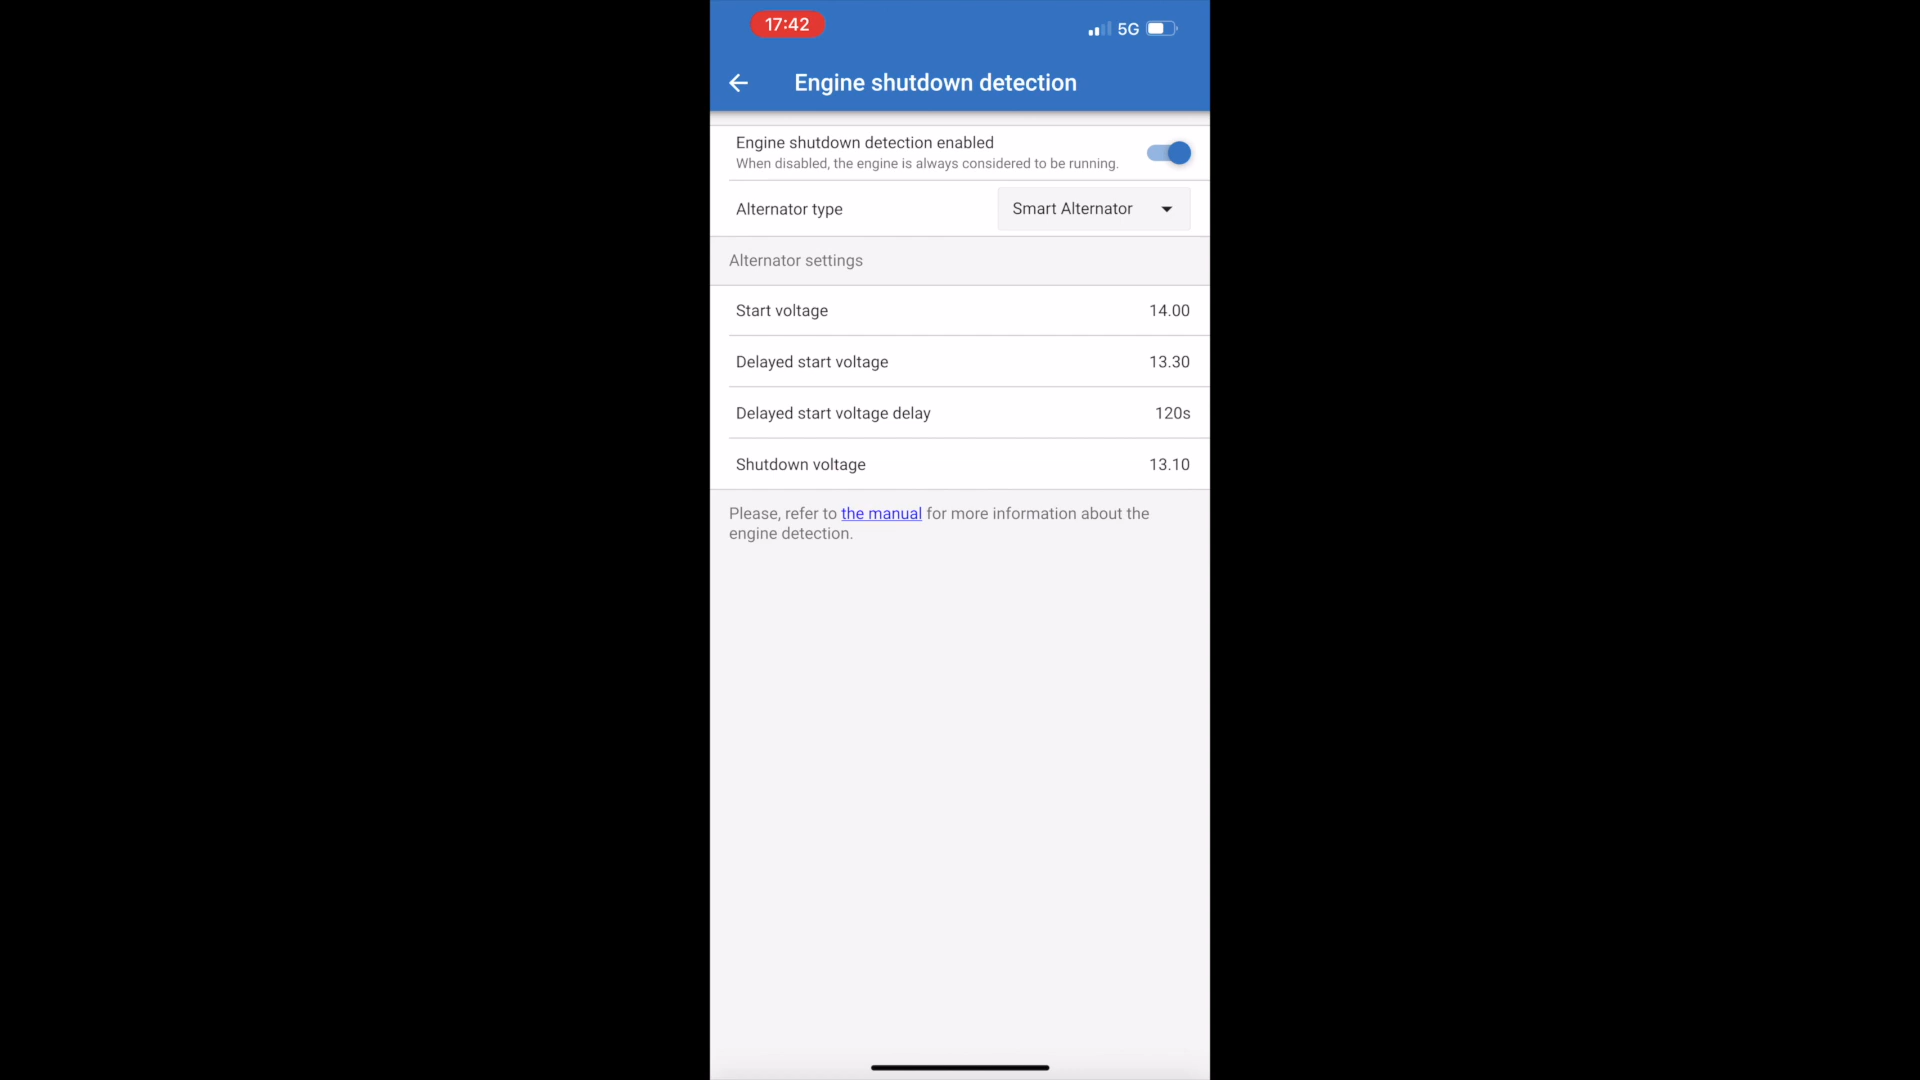 17:42
5G
Engine shutdown detection
Engine shutdown detection enabled
When disabled, the engine is always considered to be running.
Alternator type
Smart Alternator
Alternator settings
Start voltage 14.00
Delayed start voltage 13.30
Delayed start voltage delay 120s
Shutdown voltage 13.10
Please, refer to the manual for more information about the
engine detection.